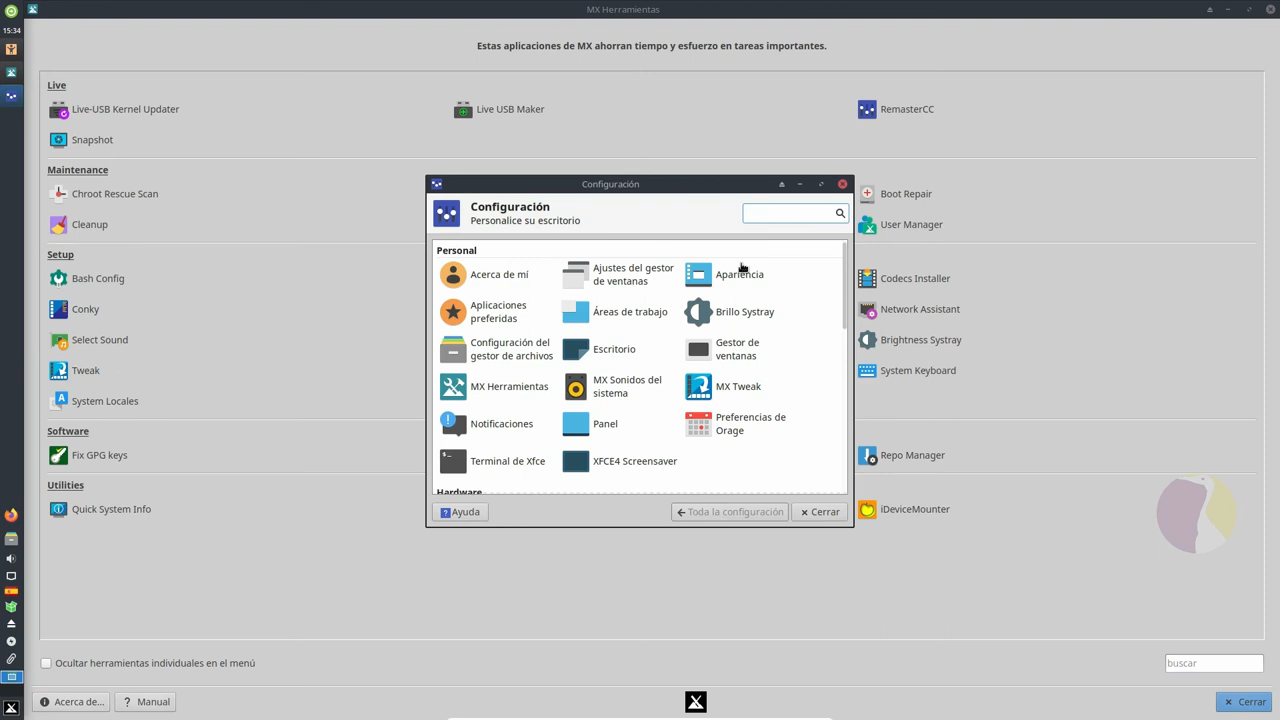 MX Herramientas
15:34
Estas aplicaciones de MX ahorran tiempo y esfuerzo en tareas importantes.
Live
Live-USB Kernel Updater
Live USB Maker
RemasterCC
Snapshot
Maintenance
Chroot Rescue Scan
Boot Repair
Cleanup
User Manager
Setup
Bash Config
Codecs Installer
Conky
Network Assistant
Select Sound
Brightness Systray
Tweak
System Keyboard
System Locales
Software
Fix GPG keys
Repo Manager
Utilities
Quick System Info
iDeviceMounter
Configuración
Configuración
Personalice su escritorio
Personal
Acerca de mí
Ajustes del gestor
de ventanas
Apariencia
Aplicaciones
preferidas
Áreas de trabajo
Brillo Systray
Configuración del
gestor de archivos
Escritorio
Gestor de
ventanas
MX Herramientas
MX Sonidos del
sistema
MX Tweak
Notificaciones
Panel
Preferencias de
Orage
Terminal de Xfce
XFCE4 Screensaver
Hardware
Ayuda
Toda la configuración
Cerrar
Ocultar herramientas individuales en el menú
buscar
Acerca de...
Manual
Cerrar